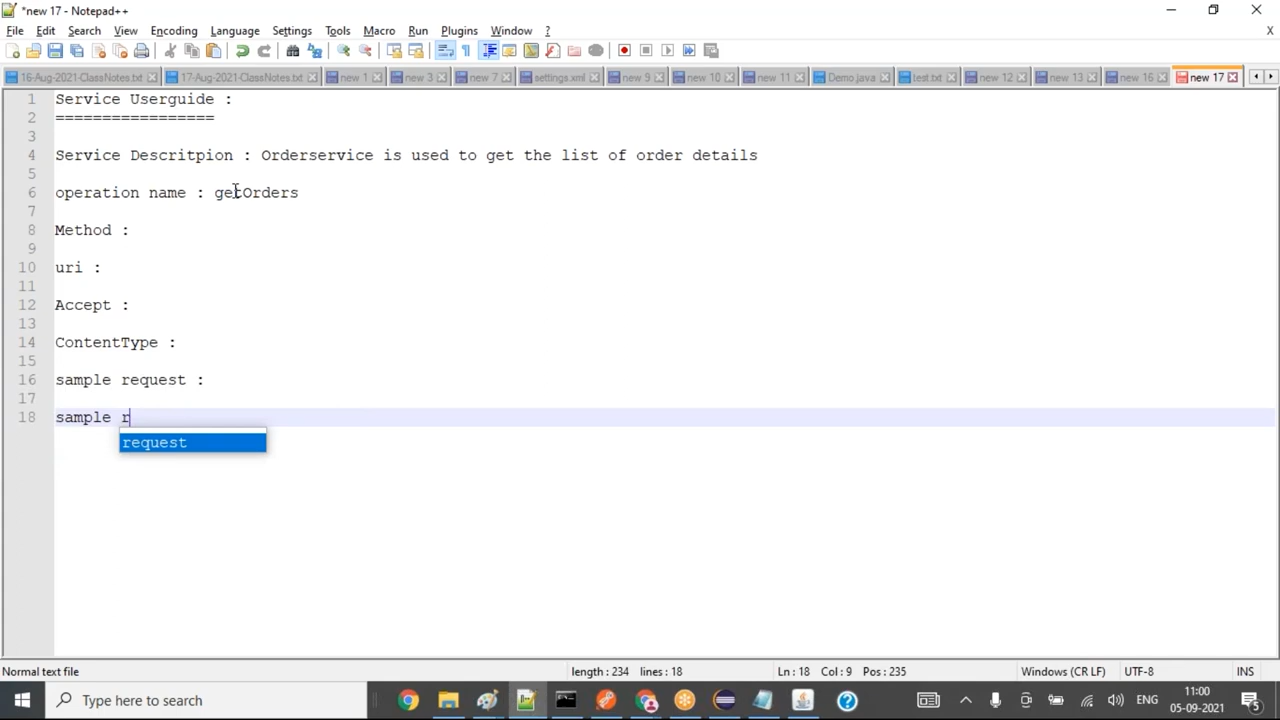 *new 17 - Notepad++
File Edit Search View Encoding Language Settings Tools Macro Run Plugins Window ? X
16-Aug-2021-ClassNotes.txt 17-Aug-2021-ClassNotes.txt new 1 new 3 new 7 settings.xml new 9 new 10 new 11 Demo.java test.txt new 12 new 13 new 16 new 17
1 Service Userguide :
2 =================
3
4 Service Descritpion : Orderservice is used to get the list of order details
5
6 operation name : getOrders
7
8 Method :
9
10 uri :
11
12 Accept :
13
14 ContentType :
15
16 sample request :
17
18 sample r
request
Normal text file length : 234 lines : 18 Ln : 18 Col : 9 Pos : 235 Windows (CR LF) UTF-8 INS
Type here to search ENG 11:00
05-09-2021 5